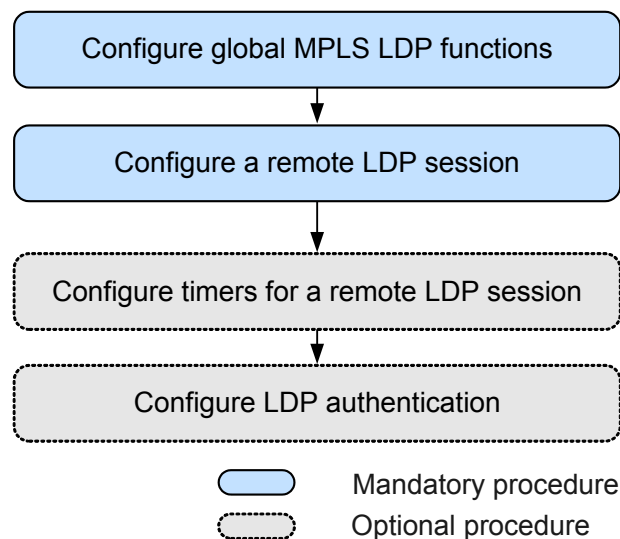 Configure global MPLS LDP functions
Configure a remote LDP session
Configure timers for a remote LDP session
Configure LDP authentication
Mandatory procedure
Optional procedure